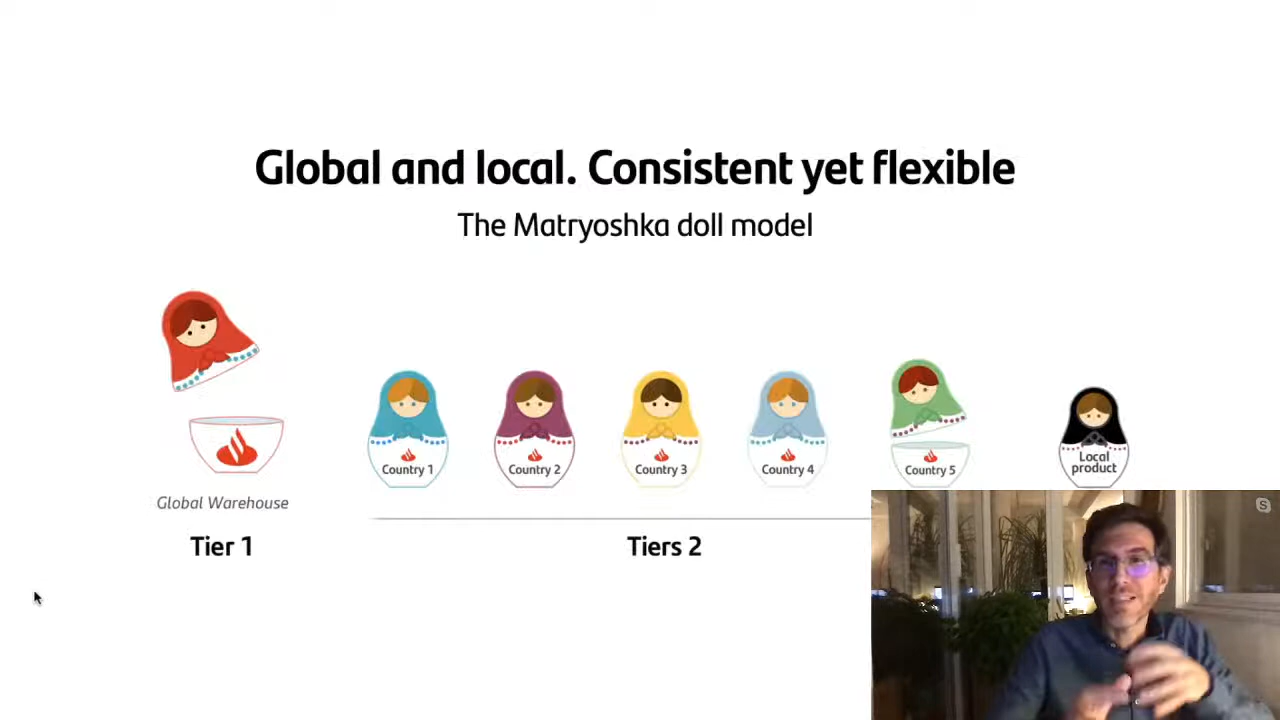 Global and local. Consistent yet flexible
The Matryoshka doll model
Country 1
Country 2
Country 3
Country 4
Country 5
Local
product
Global Warehouse
Tier 1
Tiers 2